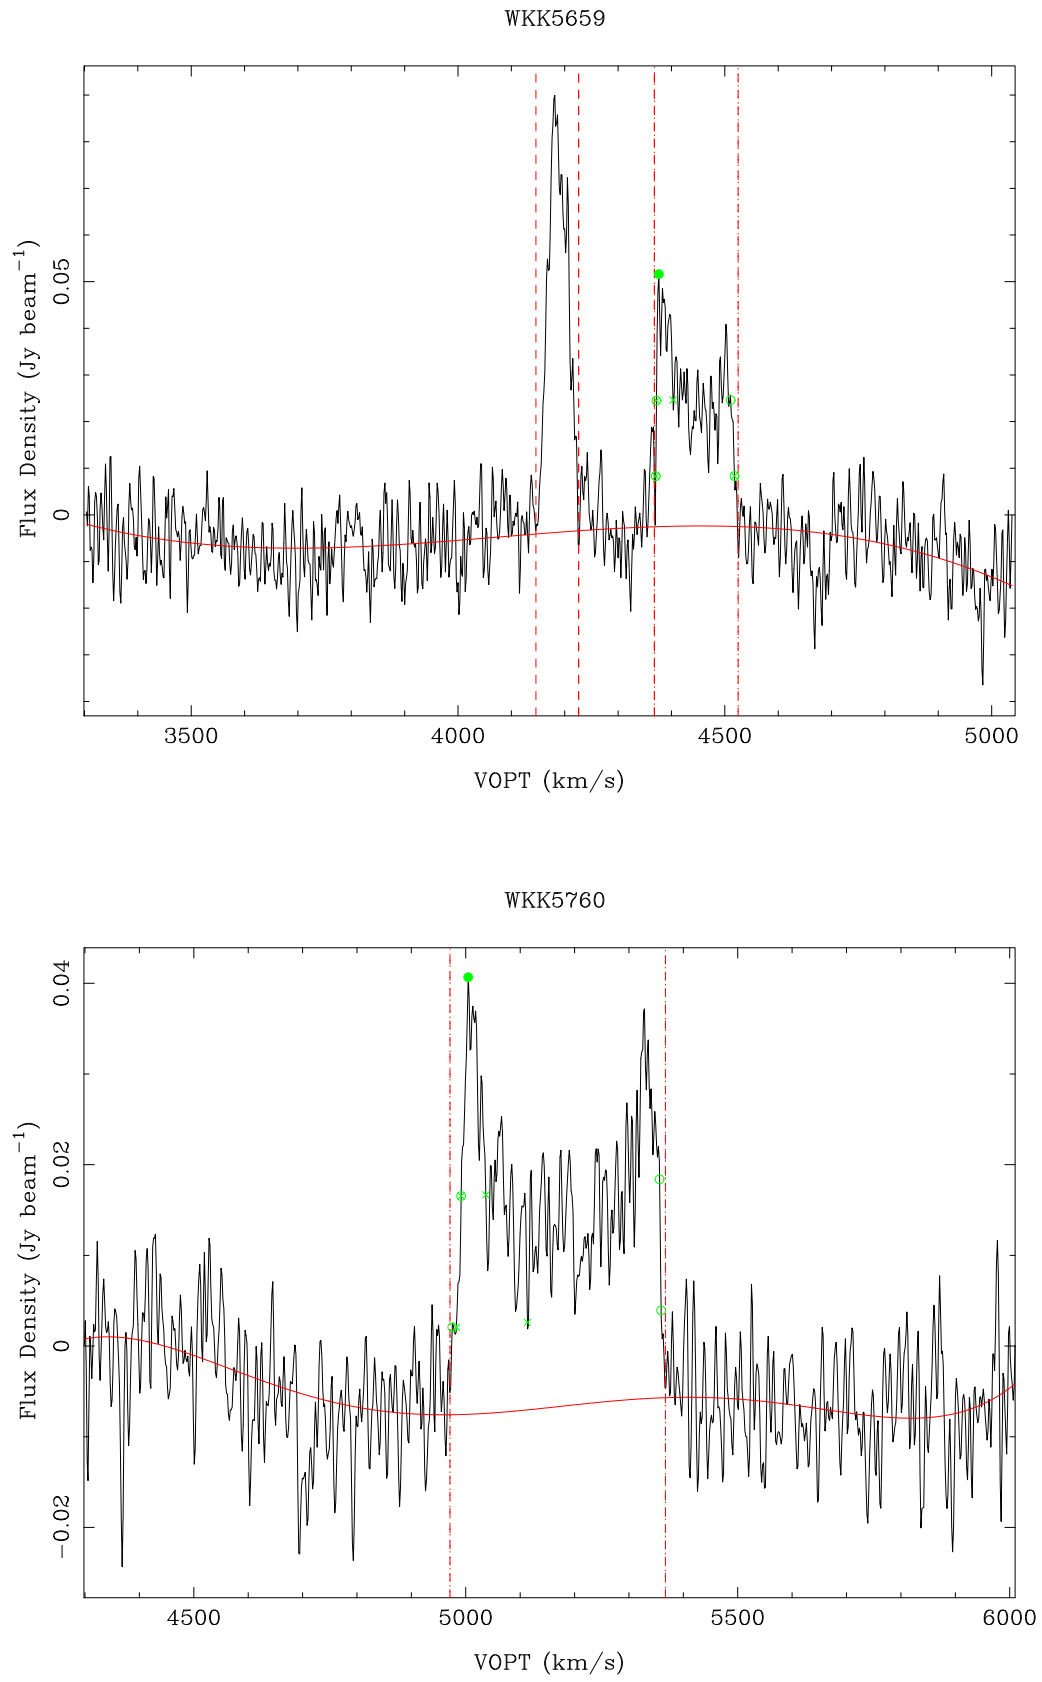 WKK5659
Flux Density (Jy beam⁻¹)
0.05
0
3500 4000 4500 5000
VOPT (km/s)
WKK5760
Flux Density (Jy beam⁻¹)
0.04
0.02
0
−0.02
4500 5000 5500 6000
VOPT (km/s)